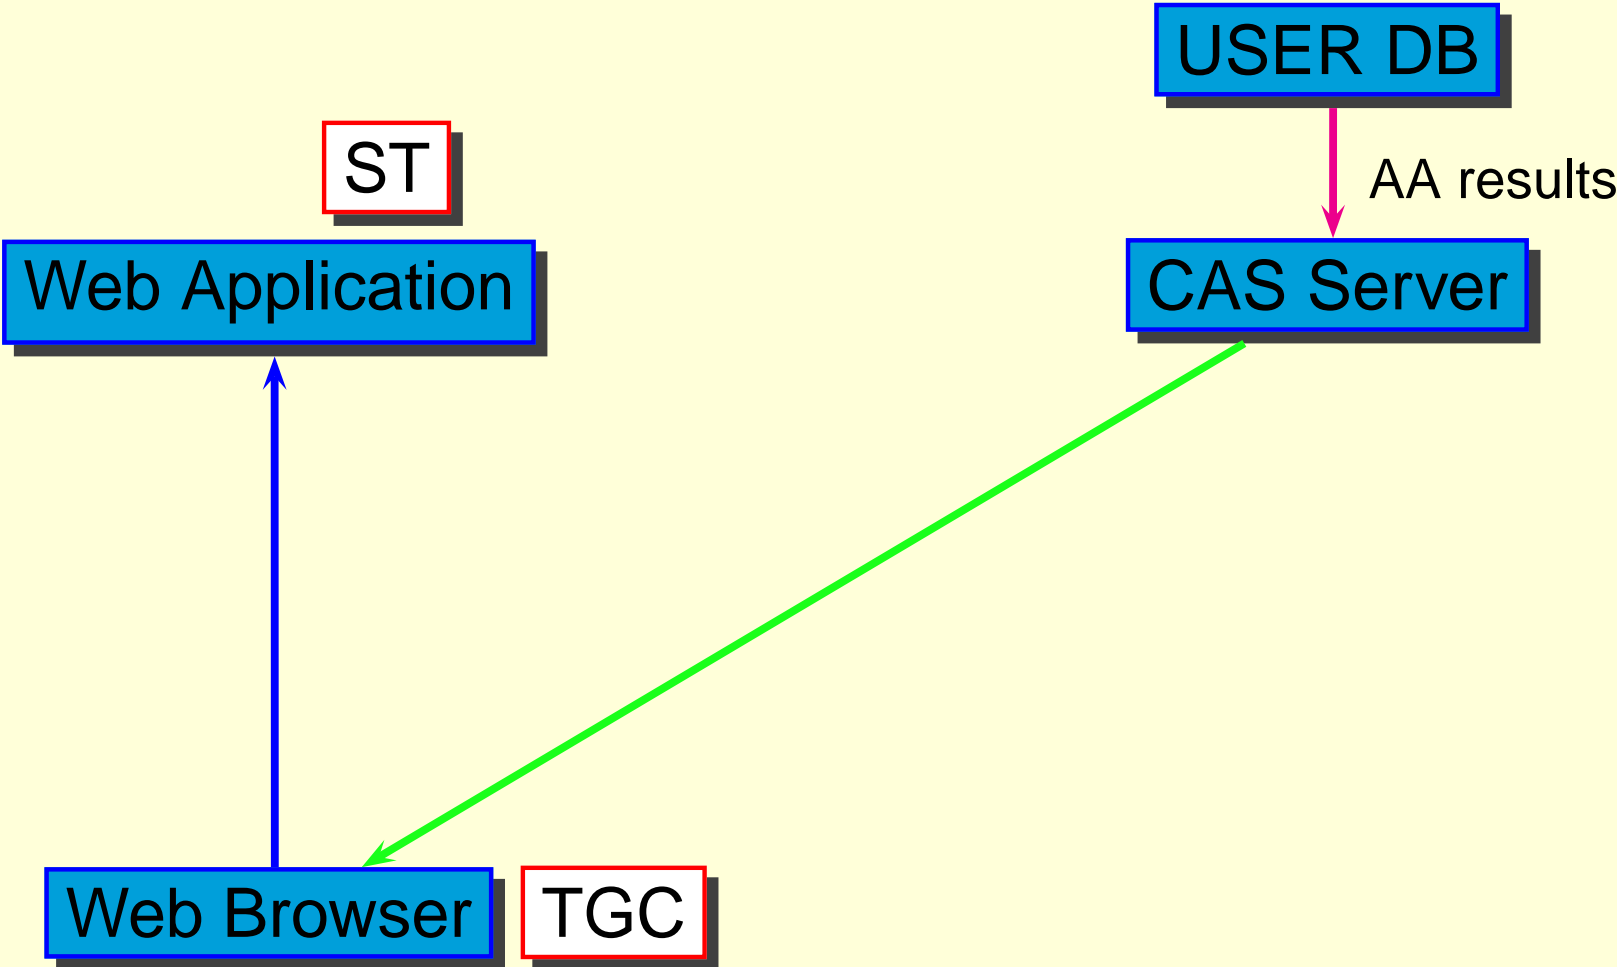 USER DB
ST
AA results
Web Application
CAS Server
Web Browser
TGC